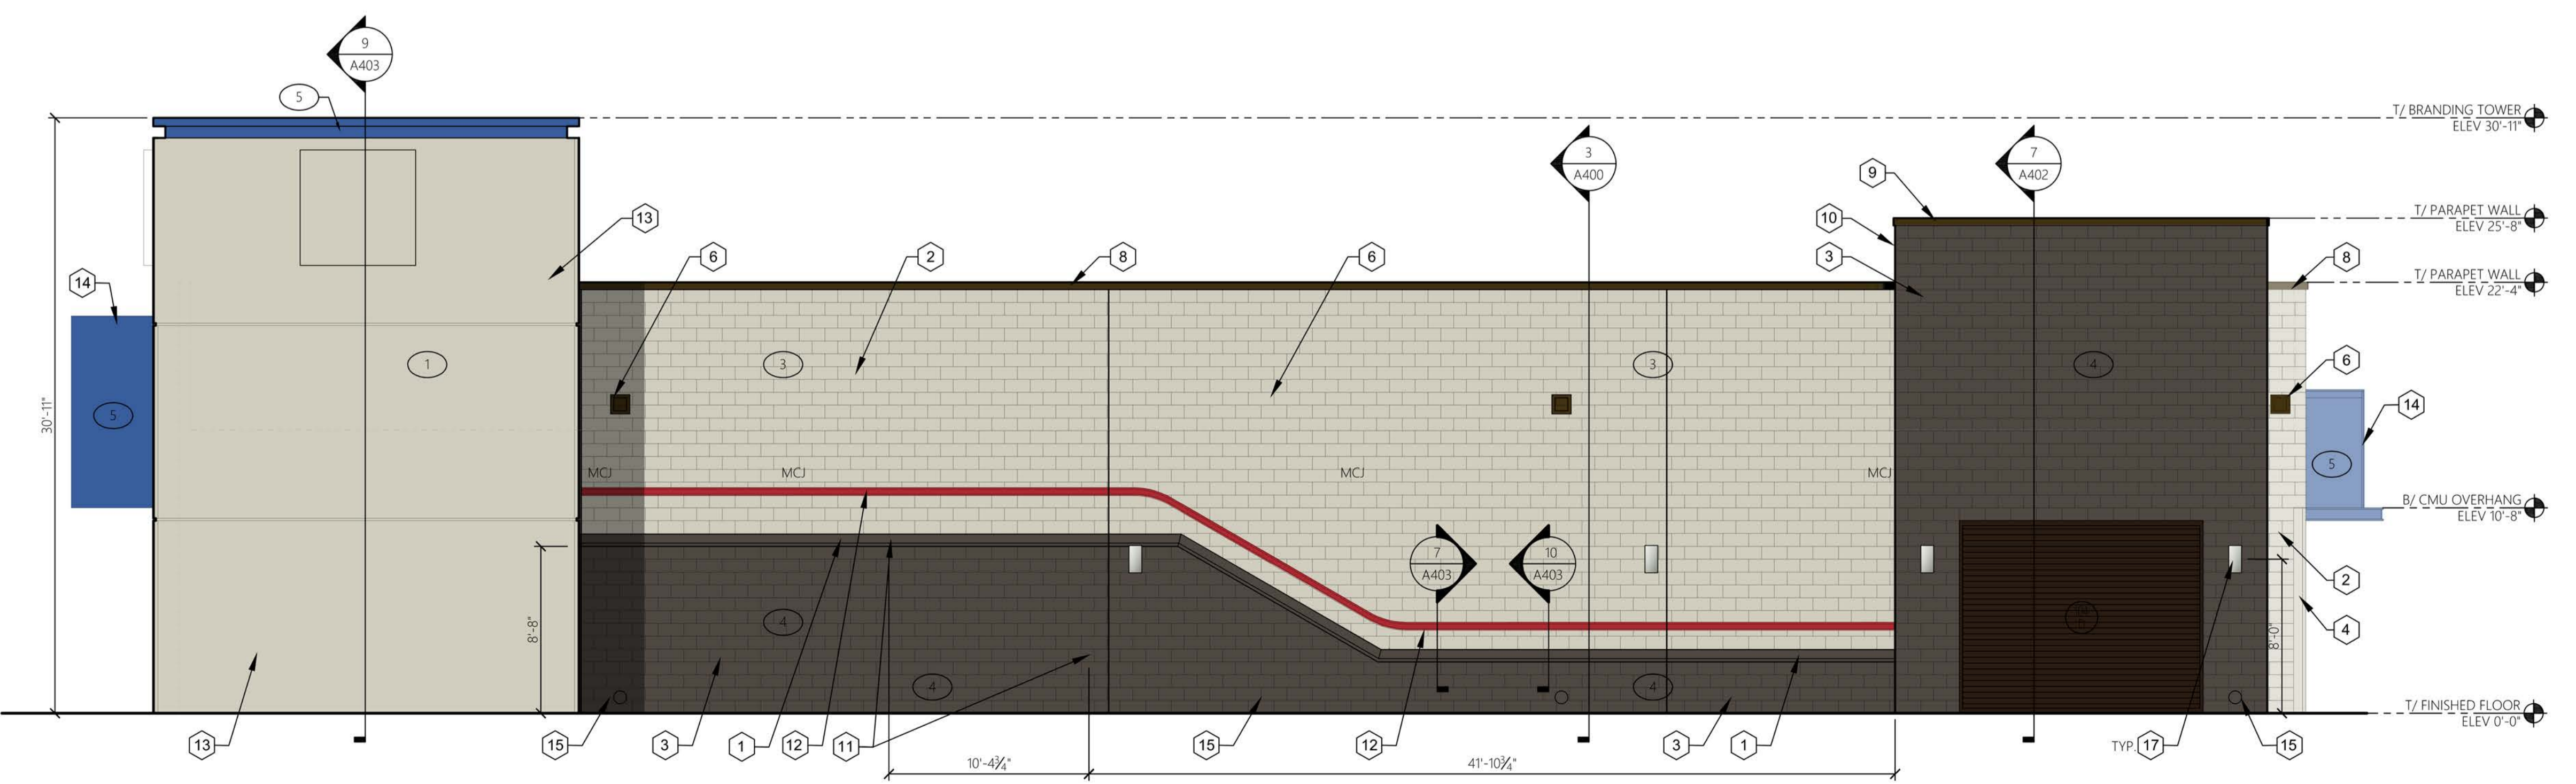 9
A403
5
T/ BRANDING TOWER
ELEV 30'-11"
3
A400
7
A402
9
13
10
T/ PARAPET WALL
ELEV 25'-8"
6
2
8
6
3
8
T/ PARAPET WALL
ELEV 22'-4"
14
1
3
3
4
6
30'-11"
5
14
5
MCJ
MCJ
MCJ
MCJ
B/ CMU OVERHANG
ELEV 10'-8"
7
A403
10
A403
2
8'-8"
4
4
8'-0"
4
4
T/ FINISHED FLOOR
ELEV 0'-0"
13
15
3
1
12
11
15
12
3
1
TYP.
17
15
10'-4¾"
41'-10¾"